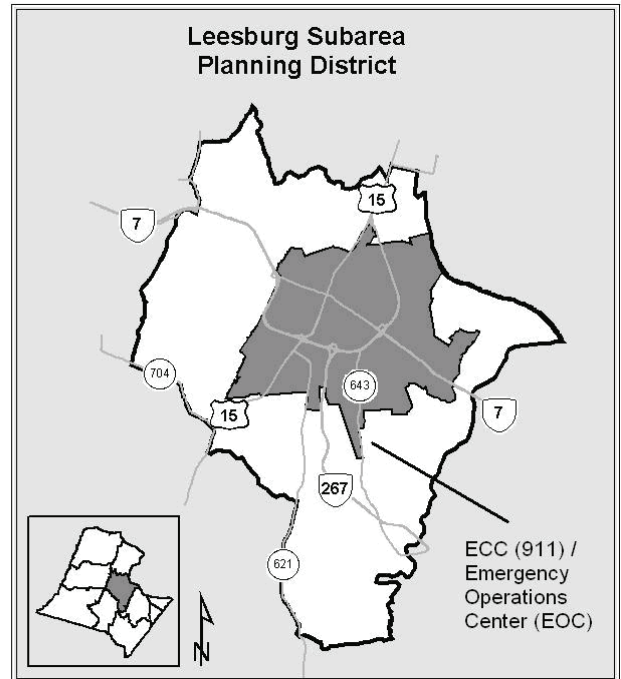 Leesburg Subarea
Planning District
15
7
704
643
15
7
267
621
ECC (911) /
Emergency
Operations
Center (EOC)
N